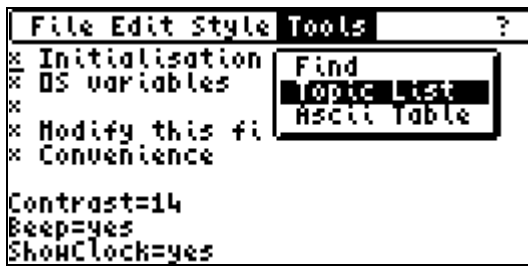 File Edit Style Tools ?
× Initialisation
× OS variables
×
× Modify this fi
× Convenience
Find
Topic List
Ascii Table
Contrast=14
Beep=yes
ShowClock=yes